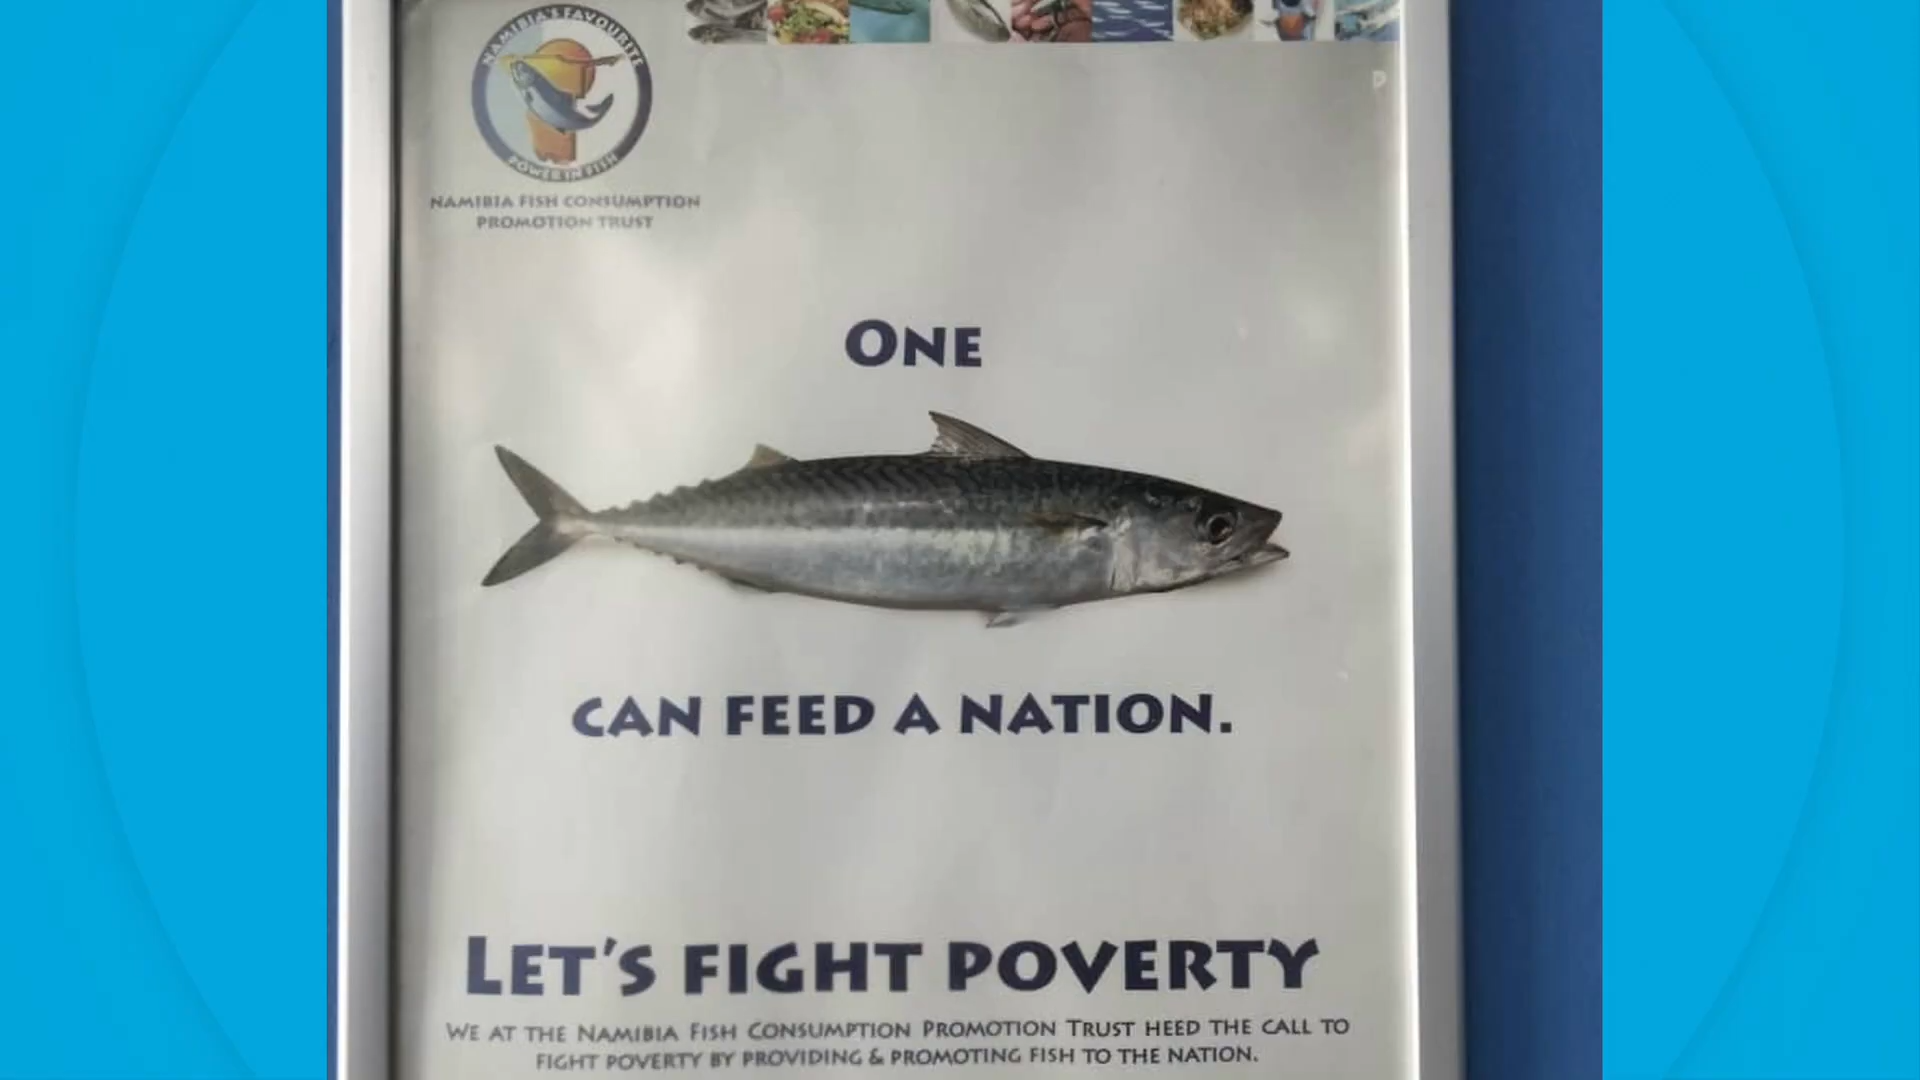 NAMIBIA'S FAVOURITE
POWER IN FISH
NAMIBIA FISH CONSUMPTION
PROMOTION TRUST
ONE
CAN FEED A NATION.
LET'S FIGHT POVERTY
WE AT THE NAMIBIA FISH CONSUMPTION PROMOTION TRUST HEED THE CALL TO
FIGHT POVERTY BY PROVIDING & PROMOTING FISH TO THE NATION.